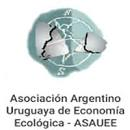 Asociación Argentino
Uruguaya de Economía
Ecológica - ASAUEE